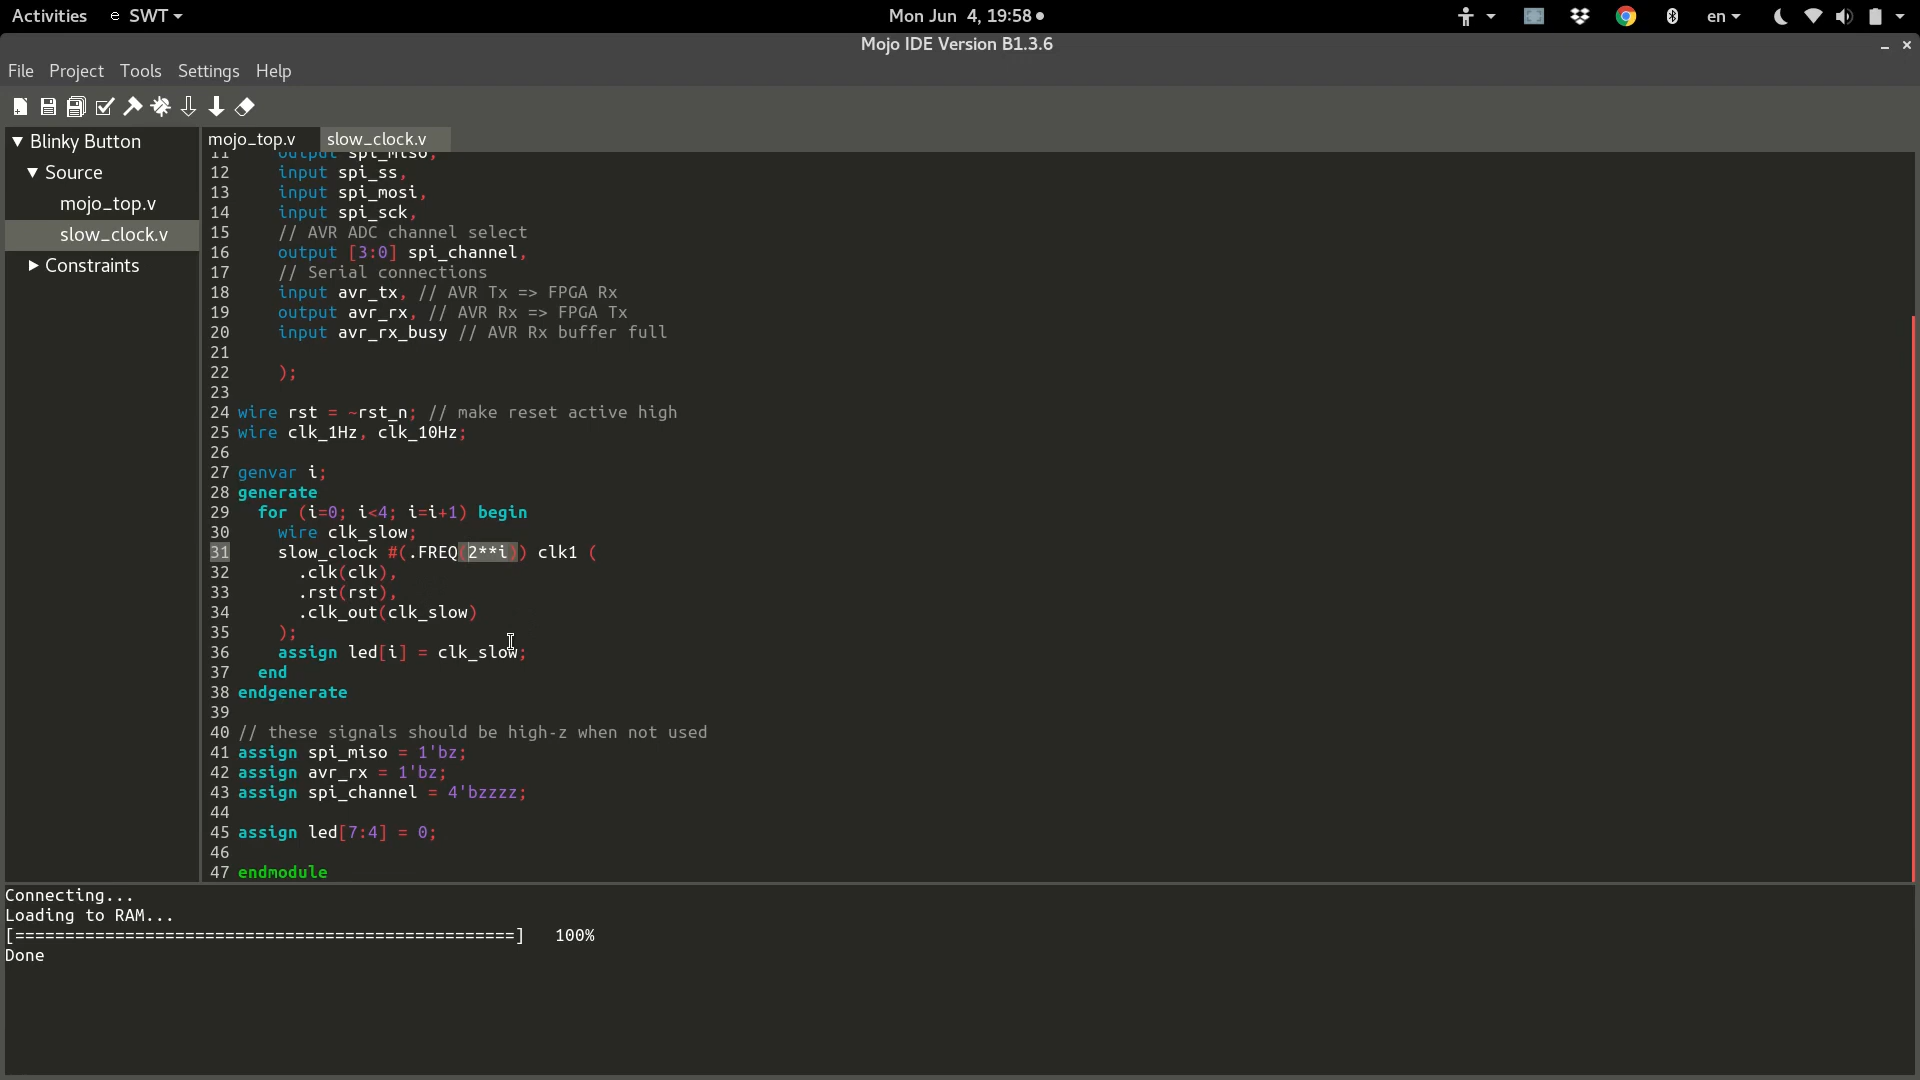 Activities SWT Mon Jun 4, 19:58 en
Mojo IDE Version B1.3.6
File Project Tools Settings Help
Blinky Button
Source
mojo_top.v
slow_clock.v
Constraints
mojo_top.v slow_clock.v
11 output spi_miso,
12 input spi_ss,
13 input spi_mosi,
14 input spi_sck,
15 // AVR ADC channel select
16 output [3:0] spi_channel,
17 // Serial connections
18 input avr_tx, // AVR Tx => FPGA Rx
19 output avr_rx, // AVR Rx => FPGA Tx
20 input avr_rx_busy // AVR Rx buffer full
21
22 );
23
24 wire rst = ~rst_n; // make reset active high
25 wire clk_1Hz, clk_10Hz;
26
27 genvar i;
28 generate
29 for (i=0; i<4; i=i+1) begin
30 wire clk_slow;
31 slow_clock #(.FREQ(2**i)) clk1 (
32 .clk(clk),
33 .rst(rst),
34 .clk_out(clk_slow)
35 );
36 assign led[i] = clk_slow;
37 end
38 endgenerate
39
40 // these signals should be high-z when not used
41 assign spi_miso = 1'bz;
42 assign avr_rx = 1'bz;
43 assign spi_channel = 4'bzzzz;
44
45 assign led[7:4] = 0;
46
47 endmodule
Connecting...
Loading to RAM...
[==================================================] 100%
Done